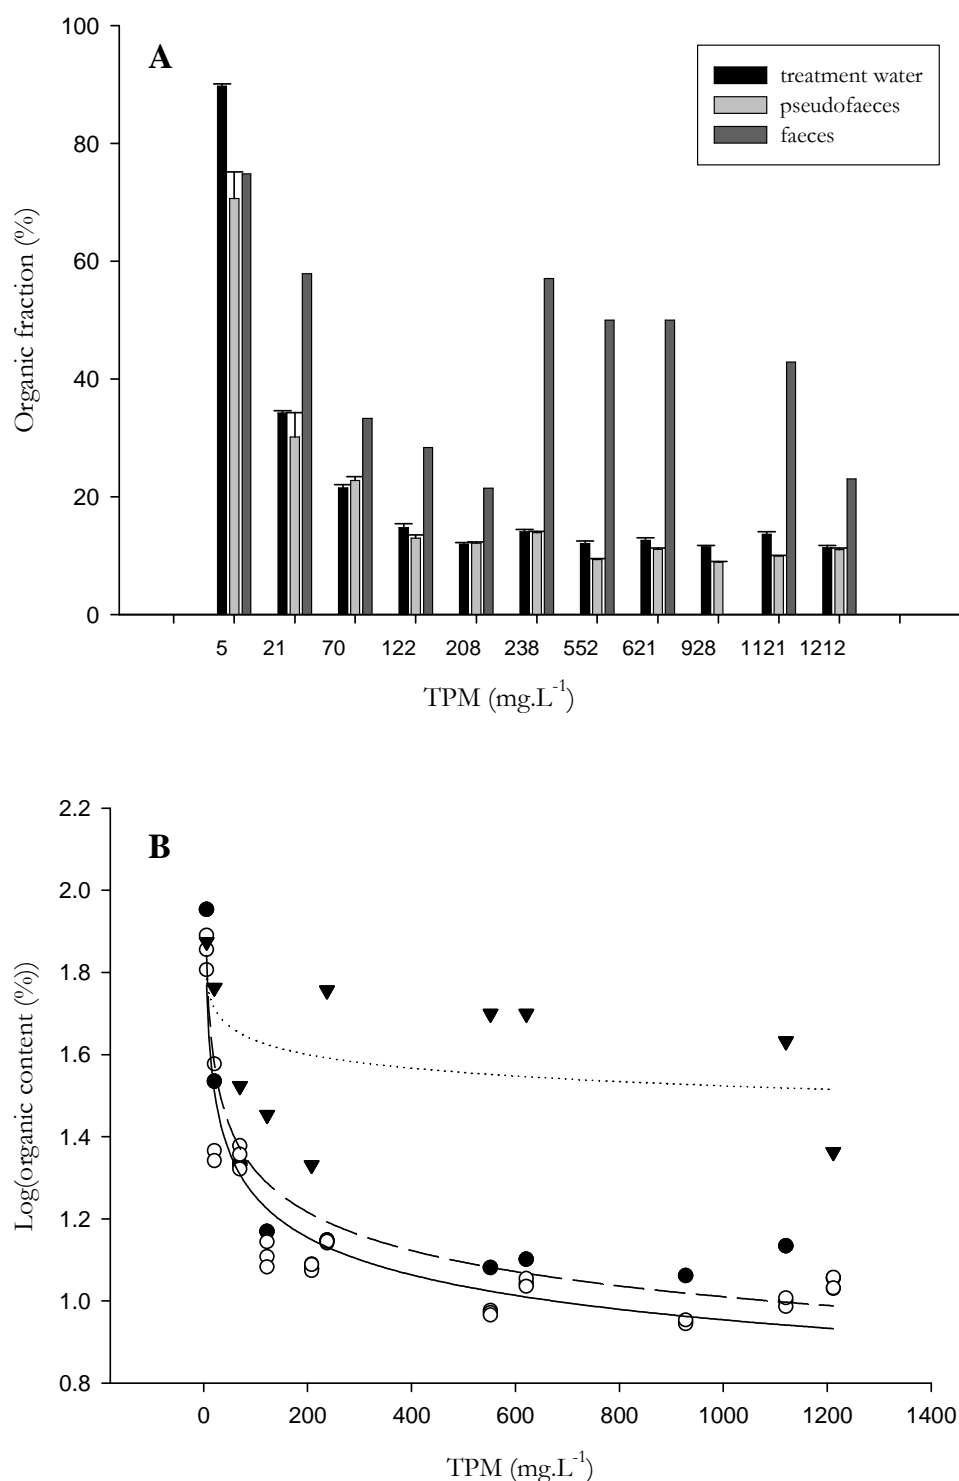 A
treatment water
pseudofaeces
faeces
Organic fraction (%)
100
80
60
40
20
0
5 21 70 122 208 238 552 621 928 1121 1212
TPM (mg.L⁻¹)
B
Log(organic content (%))
2.2
2.0
1.8
1.6
1.4
1.2
1.0
0.8
0 200 400 600 800 1000 1200 1400
TPM (mg.L⁻¹)